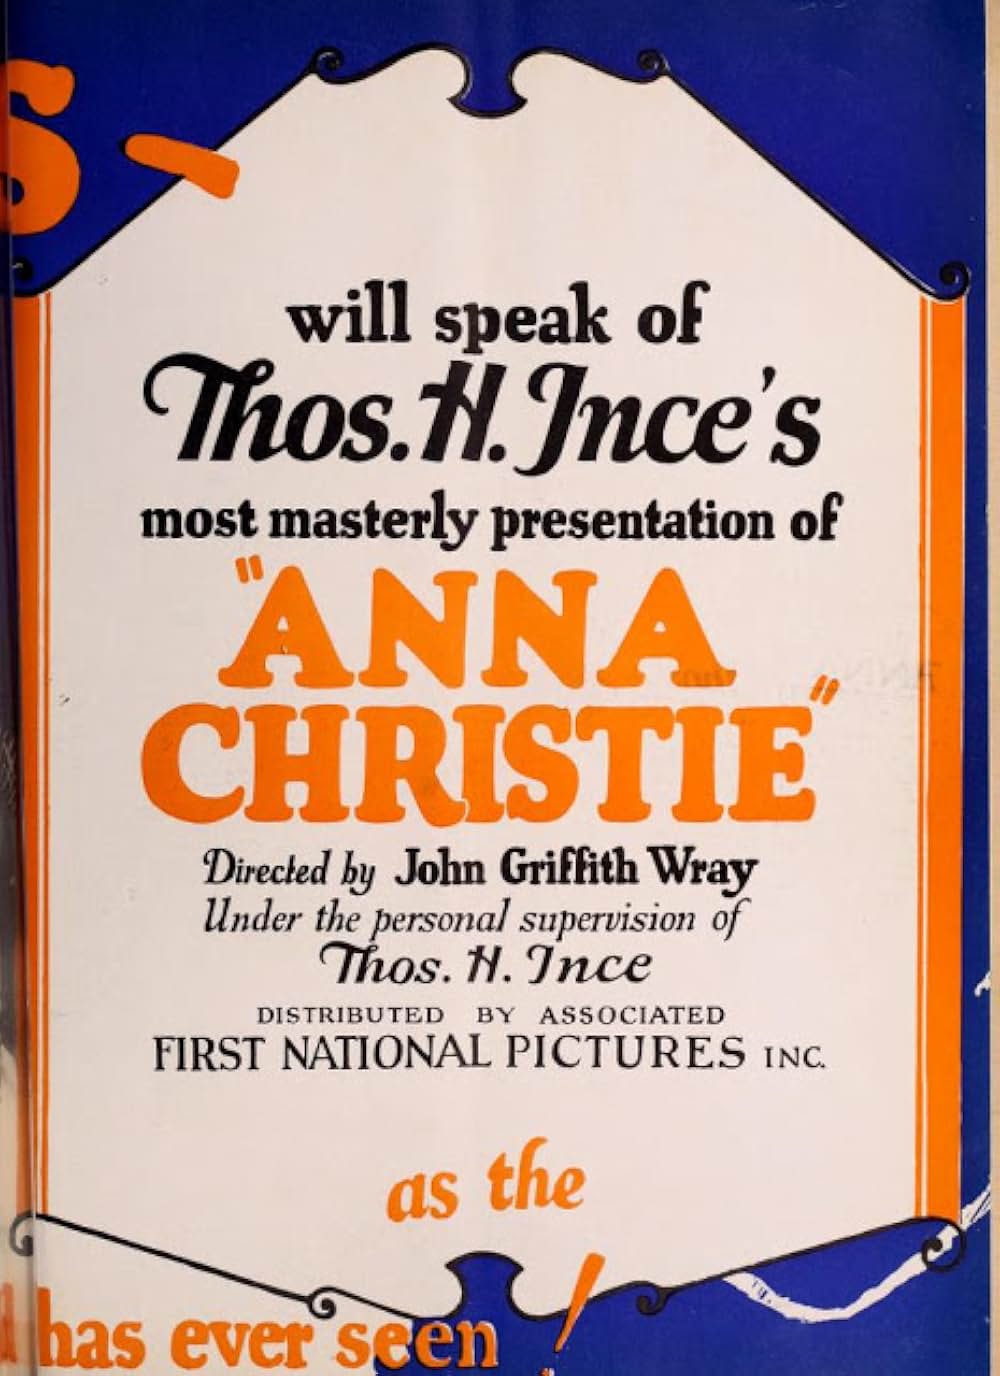 S-
will speak of
Thos. H. Ince's
most masterly presentation of
"ANNA
CHRISTIE"
Directed by John Griffith Wray
Under the personal supervision of
Thos. H. Ince
DISTRIBUTED BY ASSOCIATED
FIRST NATIONAL PICTURES INC.
as the
d has ever seen!